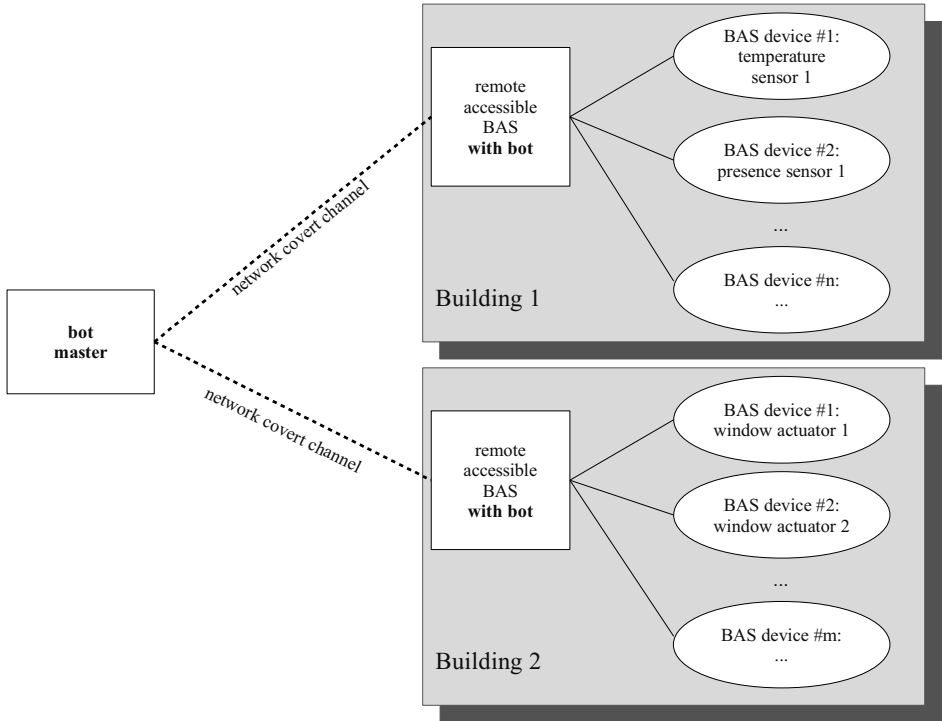 bot
master
network covert channel
network covert channel
remote
accessible
BAS
with bot
BAS device #1:
temperature
sensor 1
BAS device #2:
presence sensor 1
...
BAS device #n:
...
Building 1
remote
accessible
BAS
with bot
BAS device #1:
window actuator 1
BAS device #2:
window actuator 2
...
BAS device #m:
...
Building 2